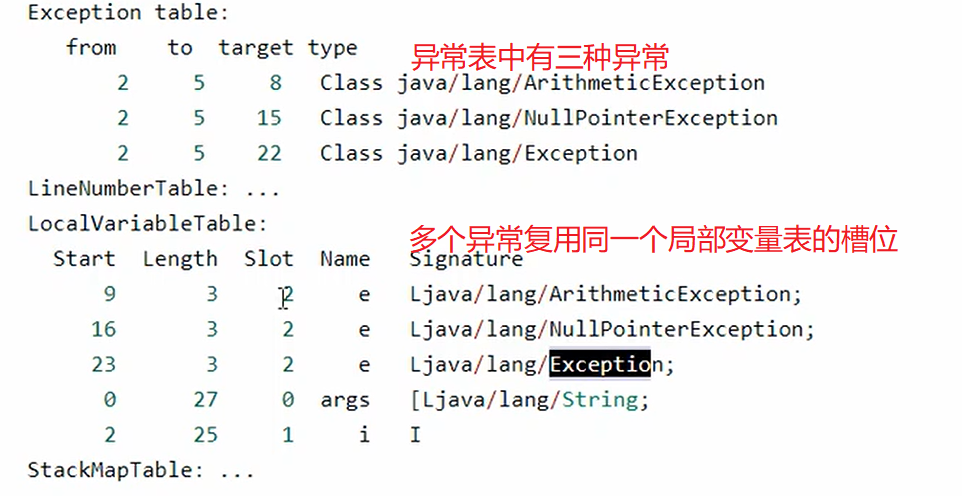 Exception table:
from to target type
异常表中有三种异常
2 5 8 Class java/lang/ArithmeticException
2 5 15 Class java/lang/NullPointerException
2 5 22 Class java/lang/Exception
LineNumberTable: ...
LocalVariableTable:
多个异常复用同一个局部变量表的槽位
Start Length Slot Name Signature
9 3 2 e Ljava/lang/ArithmeticException;
16 3 2 e Ljava/lang/NullPointerException;
23 3 2 e Ljava/lang/Exception;
0 27 0 args [Ljava/lang/String;
2 25 1 i I
StackMapTable: ...